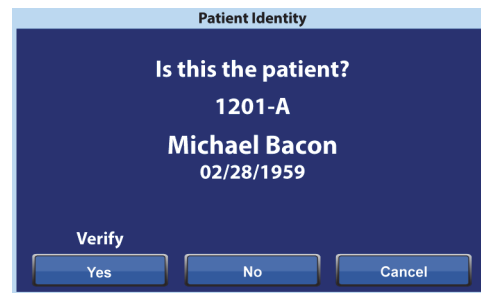 Patient Identity
Is this the patient?
1201-A
Michael Bacon
02/28/1959
Verify
Yes No Cancel